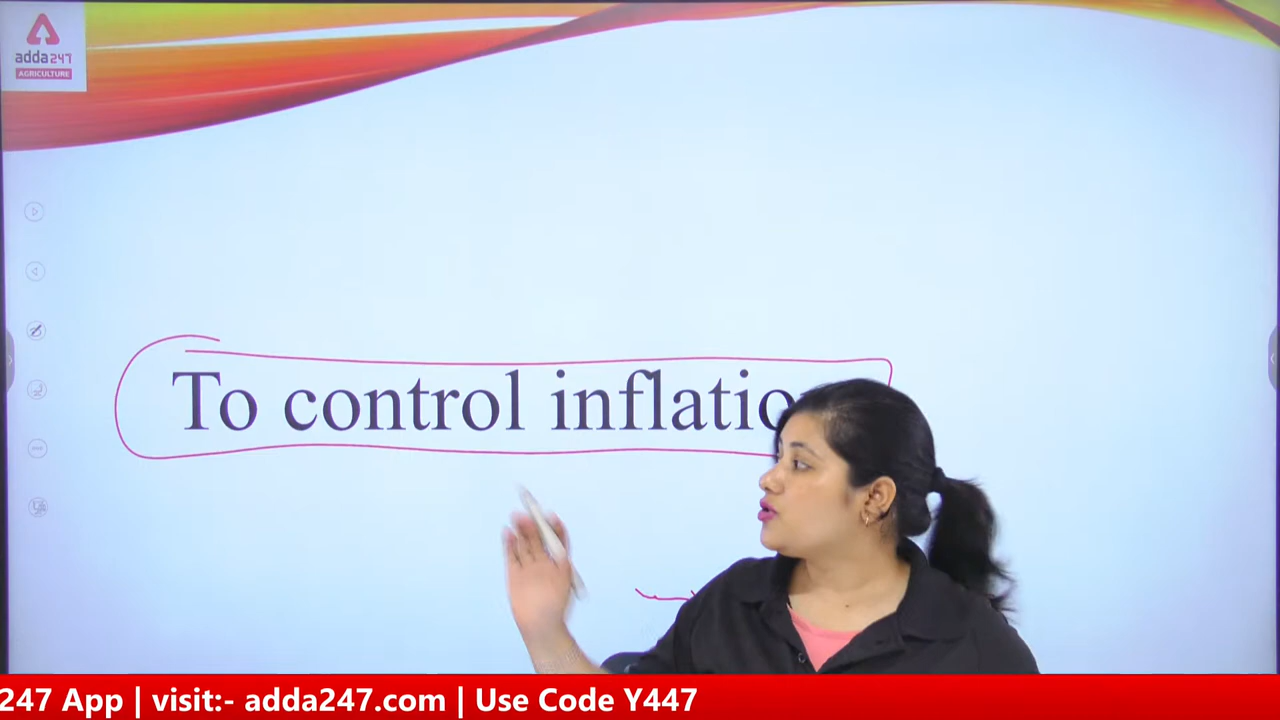 adda247
AGRICULTURE
To control inflatio
247 App | visit:- adda247.com | Use Code Y447